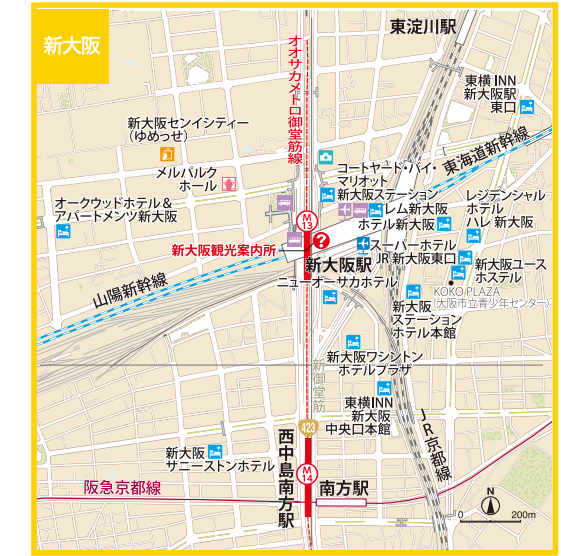 新大阪
東淀川駅
オオサカメトロ御堂筋線
東横INN
新大阪駅
東口
新大阪センイシティー
(ゆめっせ)
東海道新幹線
メルパルク
ホール
コートヤード・バイ・
マリオット
新大阪ステーション
オークウッドホテル&
アパートメンツ新大阪
レム新大阪
レジデンシャル
ホテル
ハレ新大阪
ホテル新大阪
M
13
?
新大阪観光案内所
スーパーホテル
JR新大阪東口
新大阪駅
新大阪ユース
ホステル
山陽新幹線
ニューオーサカホテル
KOKO PLAZA
(大阪市立青少年センター)
新大阪
ステーション
ホテル本館
新大阪ワシントン
ホテルプラザ
新御堂筋
東横INN
新大阪
中央口本館
423
JR京都線
西中島南方駅
新大阪
サニーストンホテル
M
14
阪急京都線
南方駅
N
0 200m